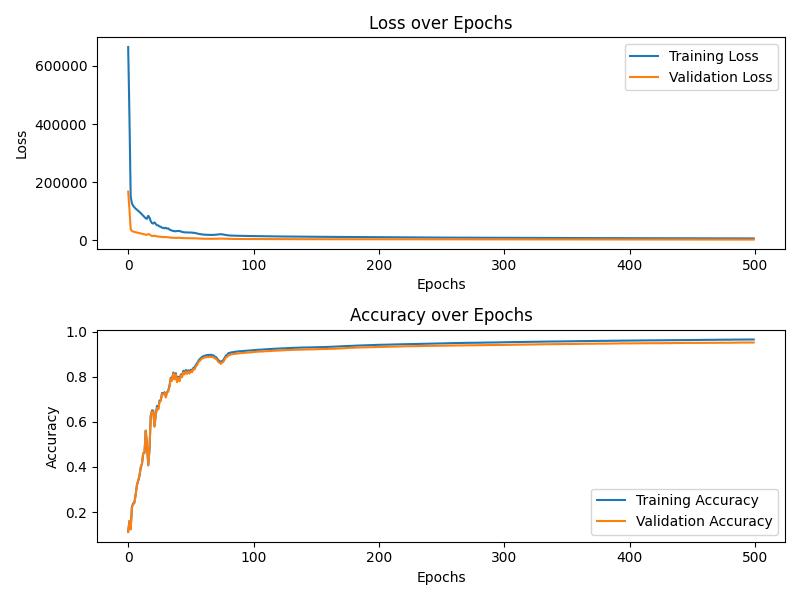 Loss over Epochs
Training Loss
Validation Loss
600000
400000
200000
0
Loss
0 100 200 300 400 500
Epochs
Accuracy over Epochs
1.0
0.8
0.6
0.4
0.2
Accuracy
Training Accuracy
Validation Accuracy
0 100 200 300 400 500
Epochs